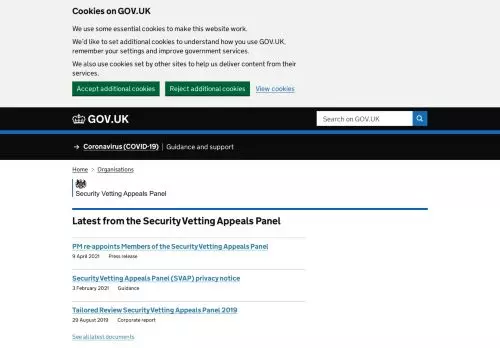 Cookies on GOV.UK
We use some essential cookies to make this website work.
We'd like to set additional cookies to understand how you use GOV.UK,
remember your settings and improve government services.
We also use cookies set by other sites to help us deliver content from their
services.
Accept additional cookies Reject additional cookies View cookies
GOV.UK Search on GOV.UK
→ Coronavirus (COVID-19) Guidance and support
Home > Organisations
Security Vetting Appeals Panel
Latest from the Security Vetting Appeals Panel
PM re-appoints Members of the Security Vetting Appeals Panel
9 April 2021 Press release
Security Vetting Appeals Panel (SVAP) privacy notice
3 February 2021 Guidance
Tailored Review Security Vetting Appeals Panel 2019
29 August 2019 Corporate report
See all latest documents